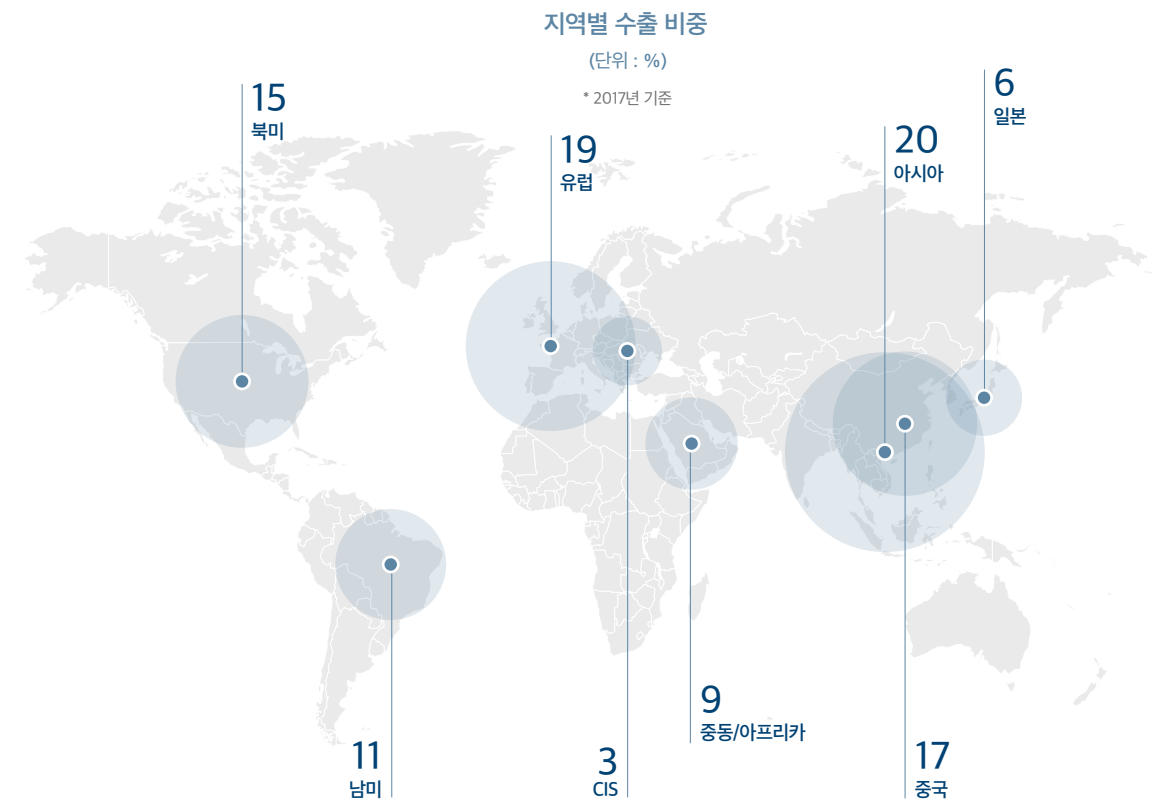 지역별 수출 비중
(단위 : %)
* 2017년 기준
15
북미
19
유럽
20
아시아
6
일본
11
남미
3
CIS
9
중동/아프리카
17
중국